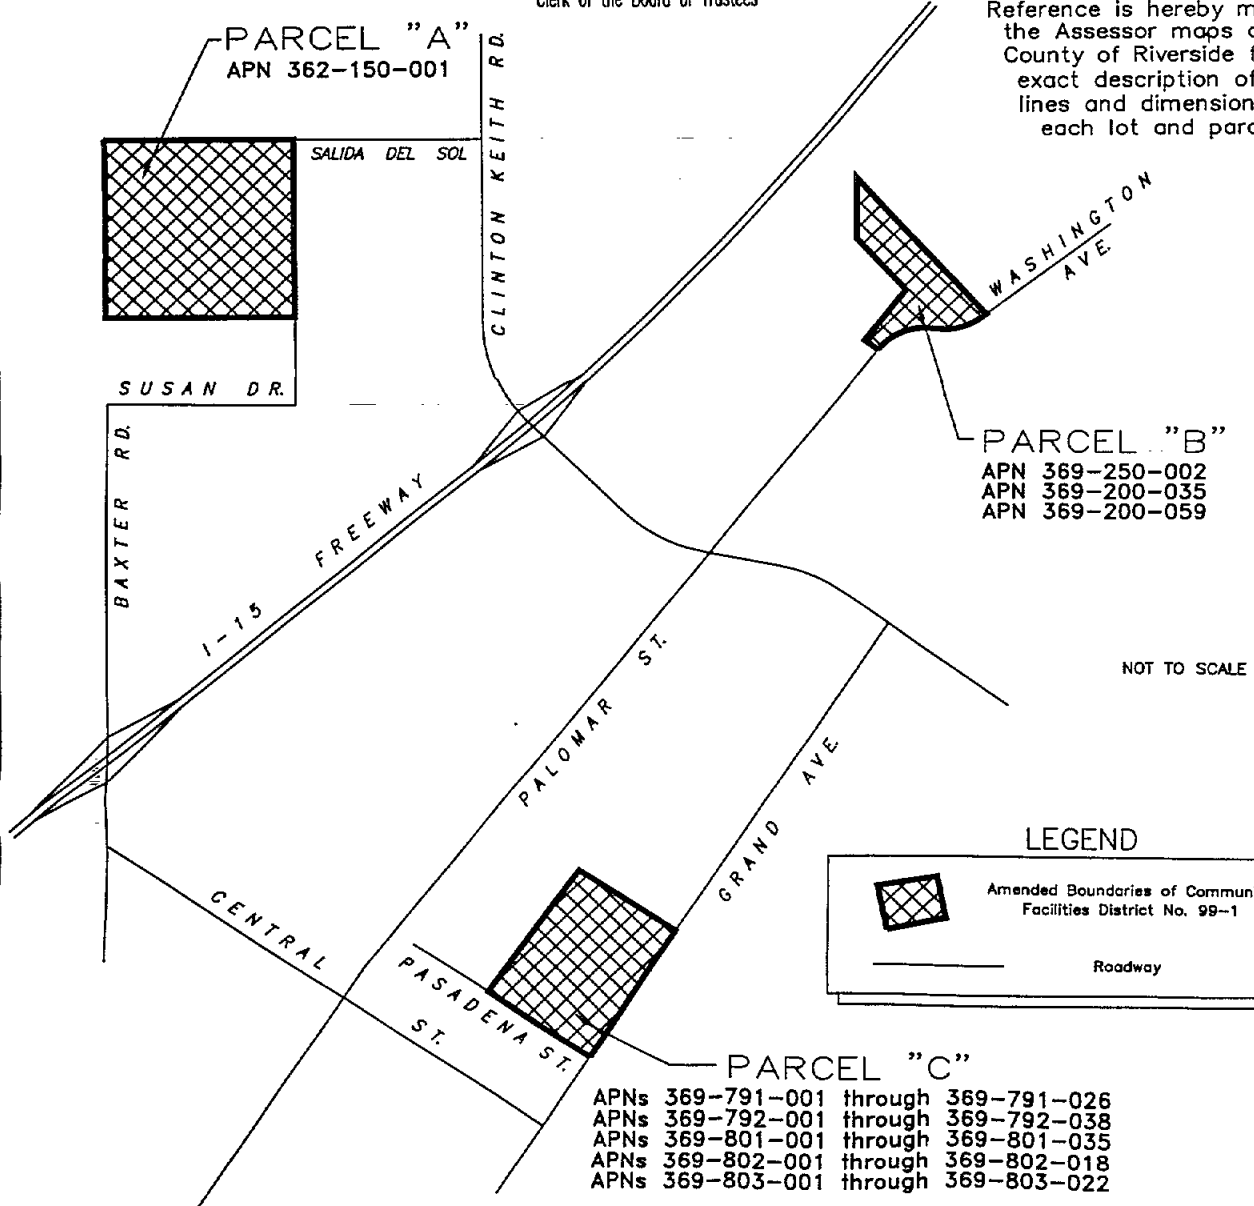 Clerk of the Board of Trustees
Reference is hereby m
the Assessor maps o
County of Riverside f
exact description of
lines and dimension
each lot and parc
PARCEL "A"
APN 362-150-001
SALIDA DEL SOL
CLINTON KEITH RD.
WASHINGTON
AVE.
SUSAN DR.
BAXTER RD.
I-15 FREEWAY
PARCEL "B"
APN 369-250-002
APN 369-200-035
APN 369-200-059
NOT TO SCALE
PALOMAR ST.
GRAND AVE.
CENTRAL ST.
PASADENA ST.
LEGEND
Amended Boundaries of Commun
Facilities District No. 99-1
Roadway
PARCEL "C"
APNs 369-791-001 through 369-791-026
APNs 369-792-001 through 369-792-038
APNs 369-801-001 through 369-801-035
APNs 369-802-001 through 369-802-018
APNs 369-803-001 through 369-803-022